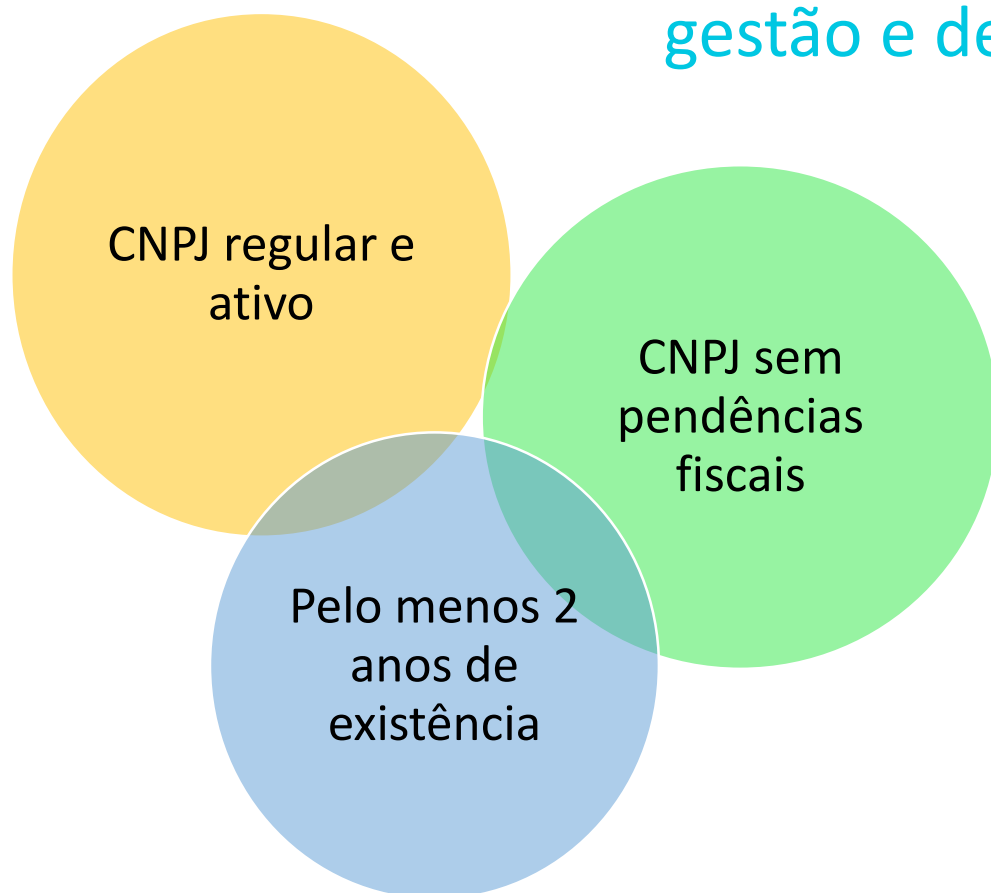 gestão e de
CNPJ regular e
ativo
CNPJ sem
pendências
fiscais
Pelo menos 2
anos de
existência